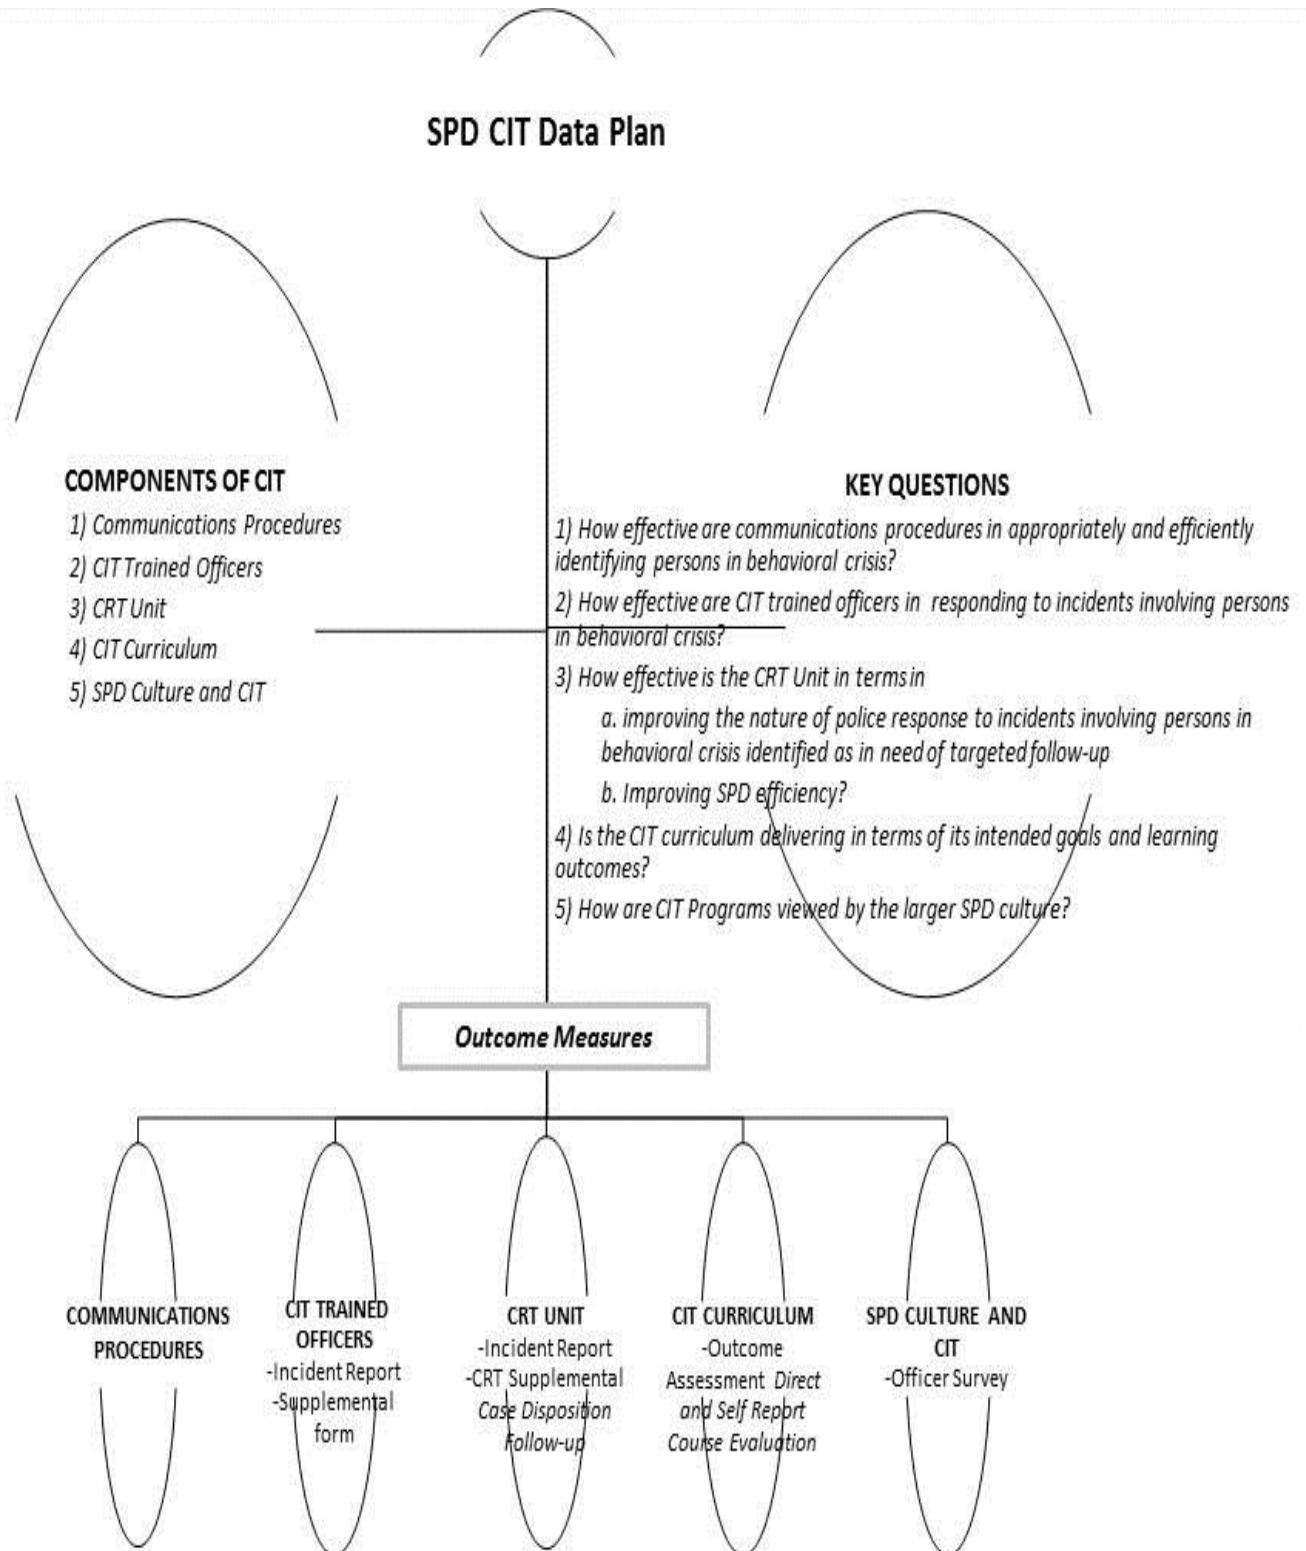 SPD CIT Data Plan
COMPONENTS OF CIT
1) Communications Procedures
2) CIT Trained Officers
3) CRT Unit
4) CIT Curriculum
5) SPD Culture and CIT
KEY QUESTIONS
1) How effective are communications procedures in appropriately and efficiently
identifying persons in behavioral crisis?
2) How effective are CIT trained officers in responding to incidents involving persons
in behavioral crisis?
3) How effective is the CRT Unit in terms in
a. improving the nature of police response to incidents involving persons in
behavioral crisis identified as in need of targeted follow-up
b. Improving SPD efficiency?
4) Is the CIT curriculum delivering in terms of its intended goals and learning
outcomes?
5) How are CIT Programs viewed by the larger SPD culture?
Outcome Measures
COMMUNICATIONS
PROCEDURES
CIT TRAINED
OFFICERS
-Incident Report
-Supplemental
form
CRT UNIT
-Incident Report
-CRT Supplemental
Case Disposition
Follow-up
CIT CURRICULUM
-Outcome
Assessment Direct
and Self Report
Course Evaluation
SPD CULTURE AND
CIT
-Officer Survey